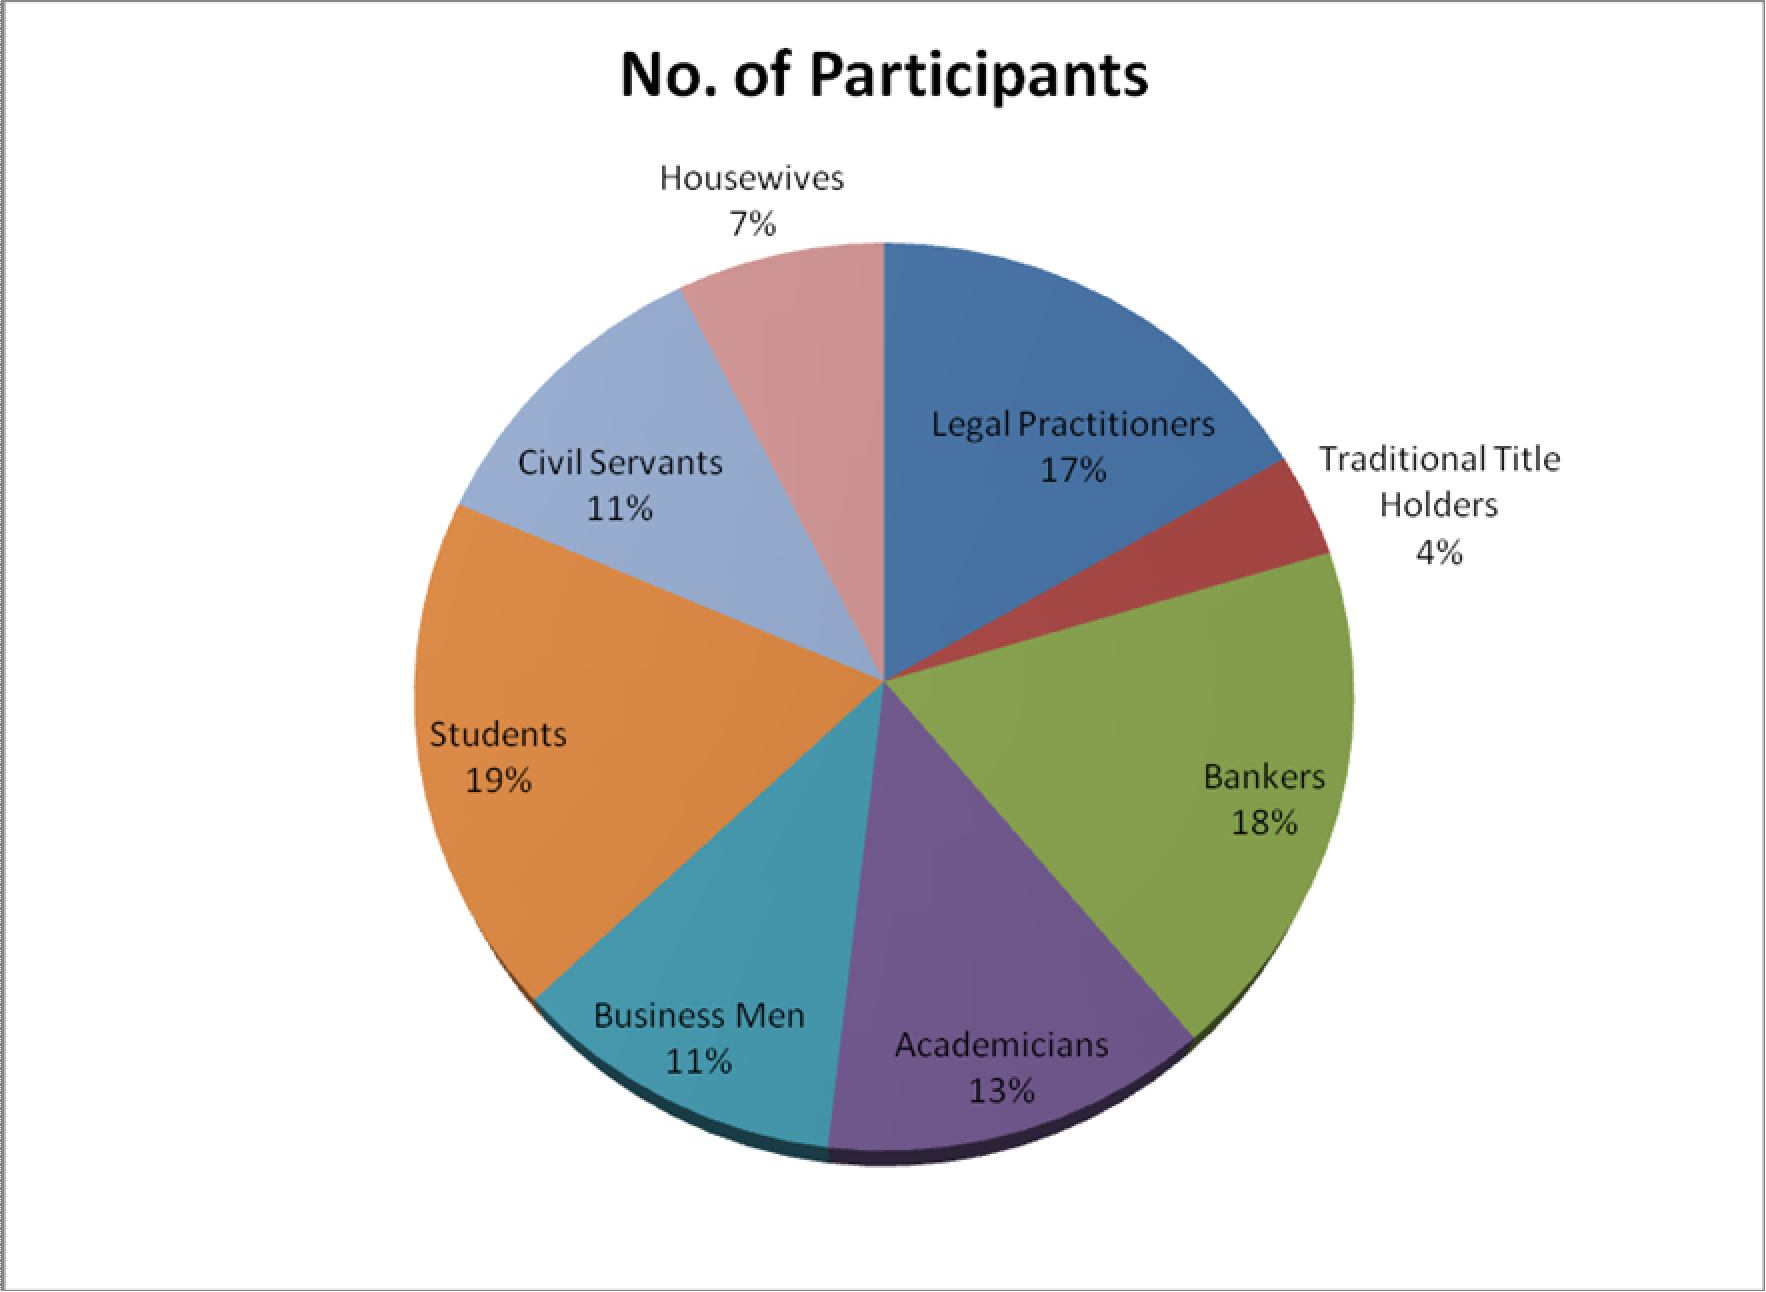 No. of Participants
Housewives
7%
Legal Practitioners
17%
Traditional Title
Holders
4%
Civil Servants
11%
Students
19%
Bankers
18%
Business Men
11%
Academicians
13%